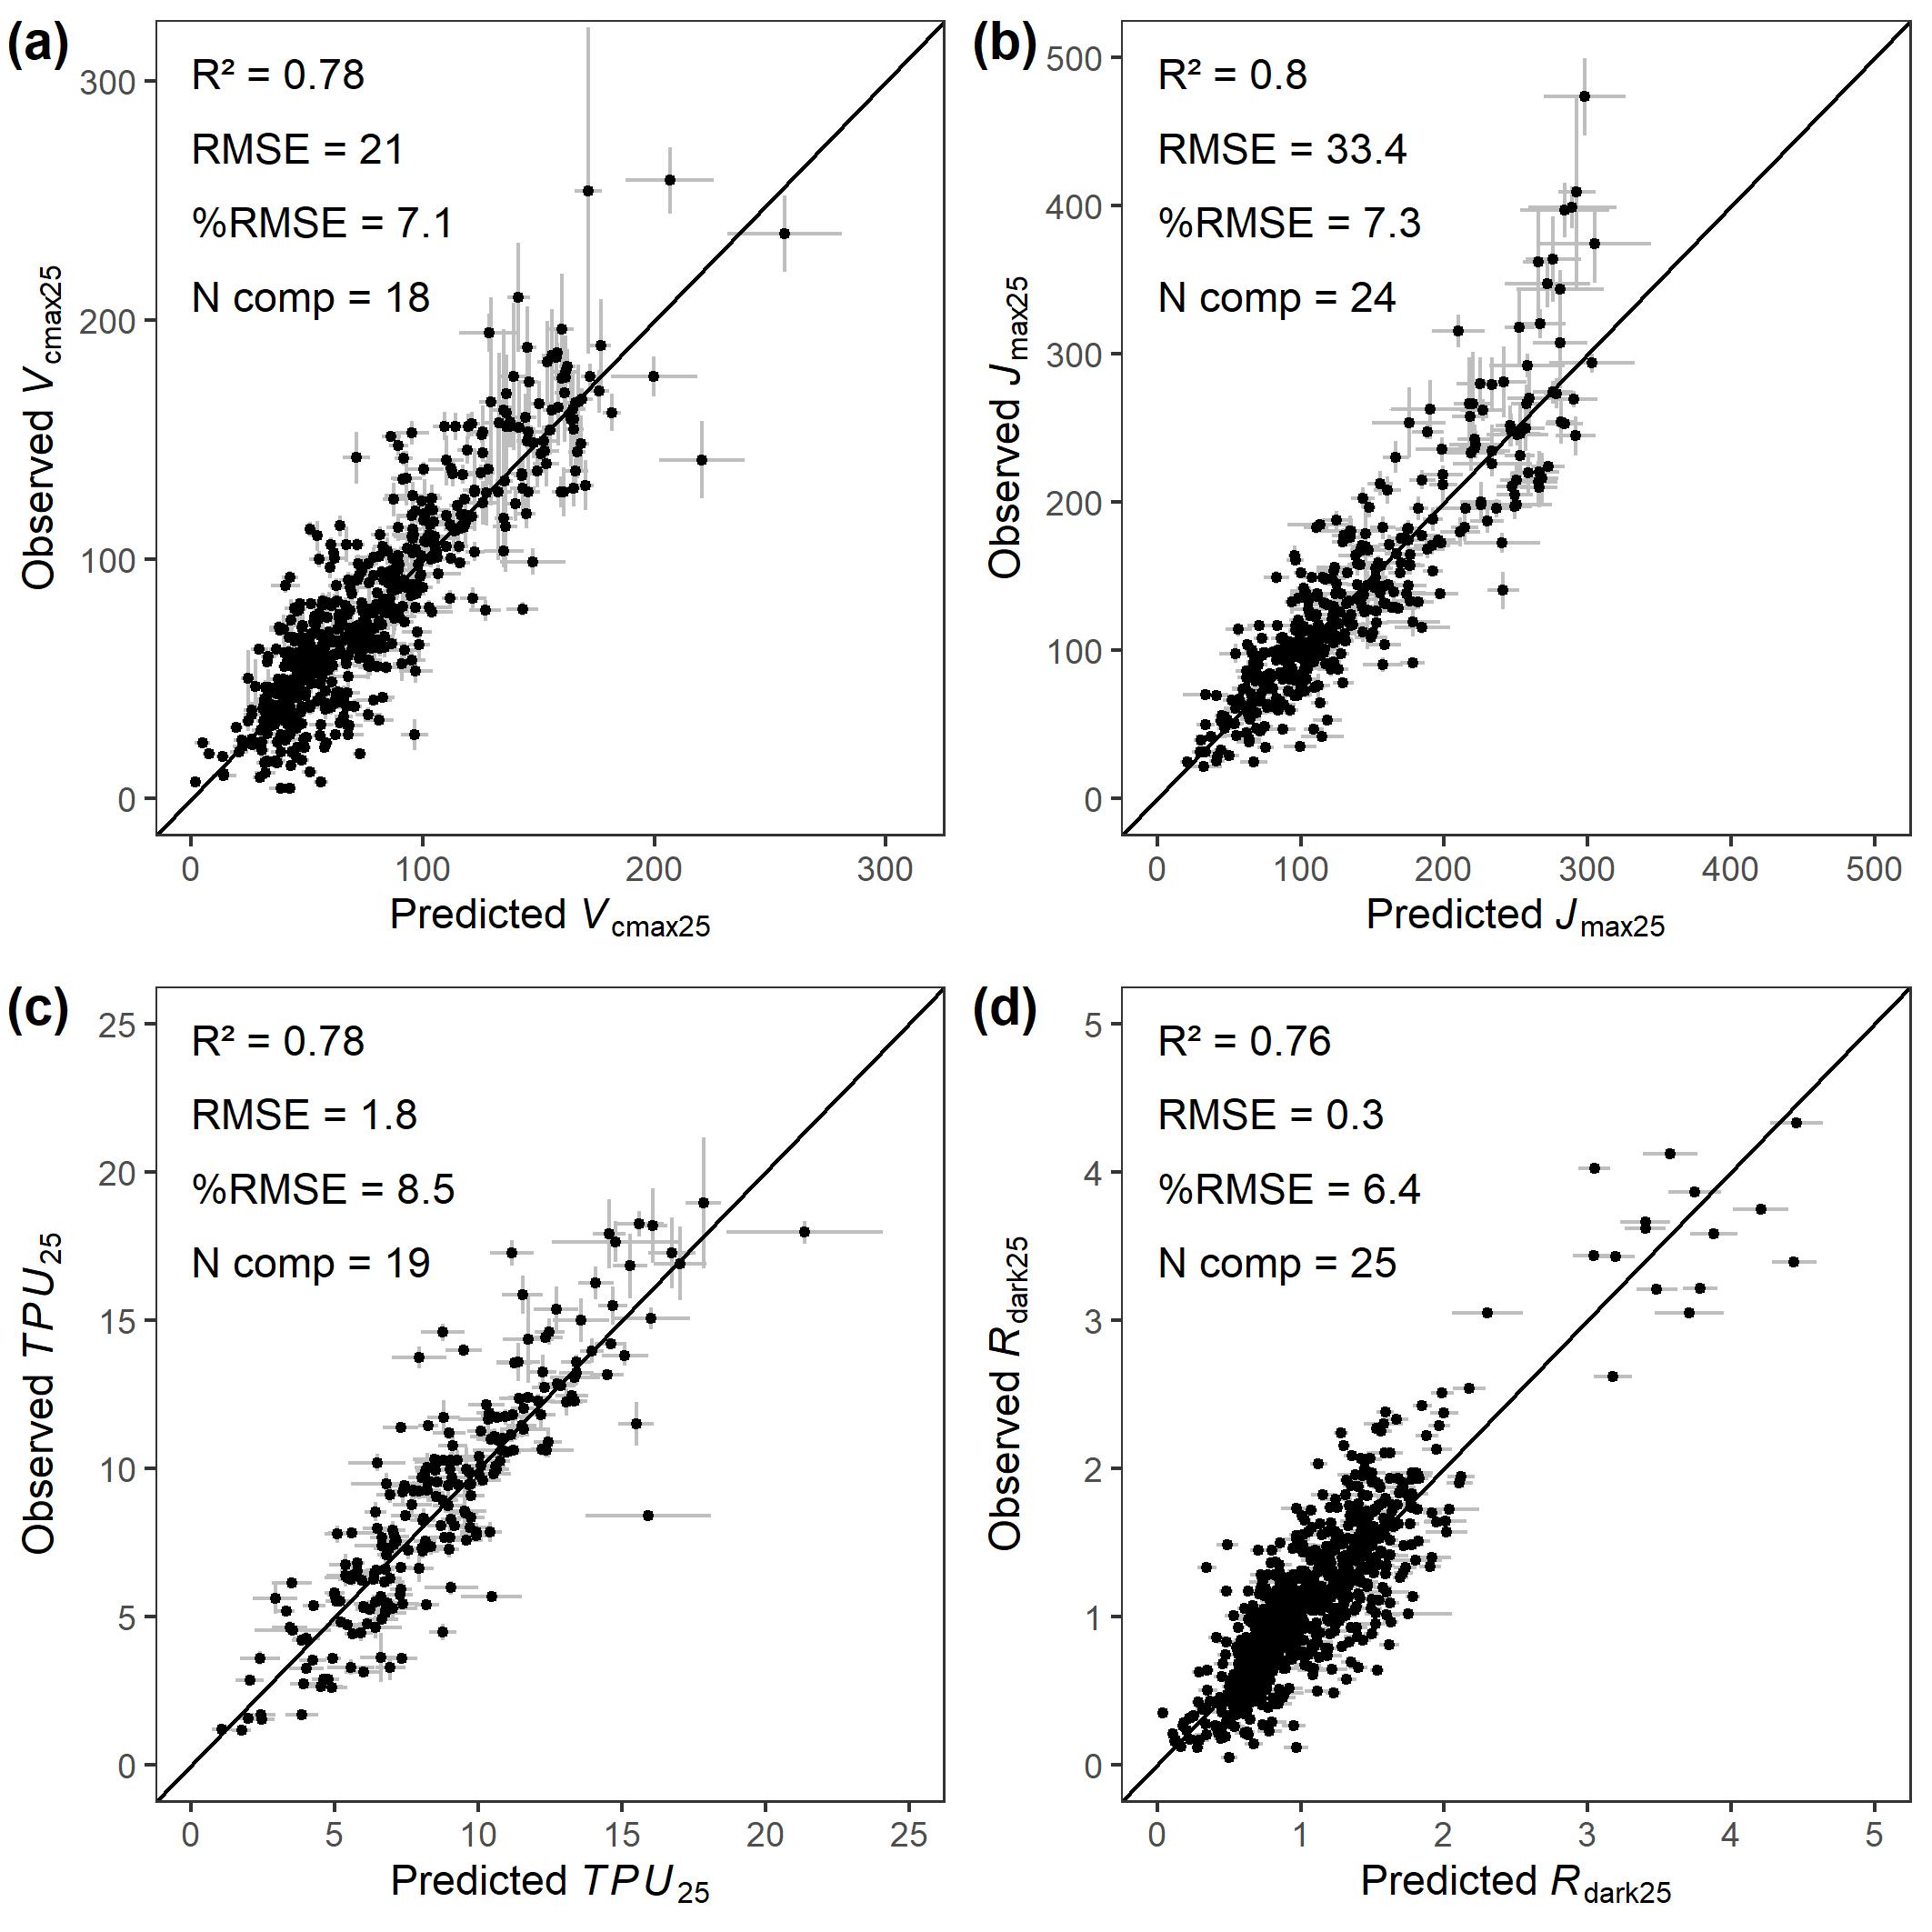 (a)
R² = 0.78
RMSE = 21
%RMSE = 7.1
N comp = 18
Observed Vcmax25
300
200
100
0
0 100 200 300
Predicted Vcmax25
(b)
R² = 0.8
RMSE = 33.4
%RMSE = 7.3
N comp = 24
Observed Jmax25
500
400
300
200
100
0
0 100 200 300 400 500
Predicted Jmax25
(c)
R² = 0.78
RMSE = 1.8
%RMSE = 8.5
N comp = 19
Observed TPU25
25
20
15
10
5
0
0 5 10 15 20 25
Predicted TPU25
(d)
R² = 0.76
RMSE = 0.3
%RMSE = 6.4
N comp = 25
Observed Rdark25
5
4
3
2
1
0
0 1 2 3 4 5
Predicted Rdark25